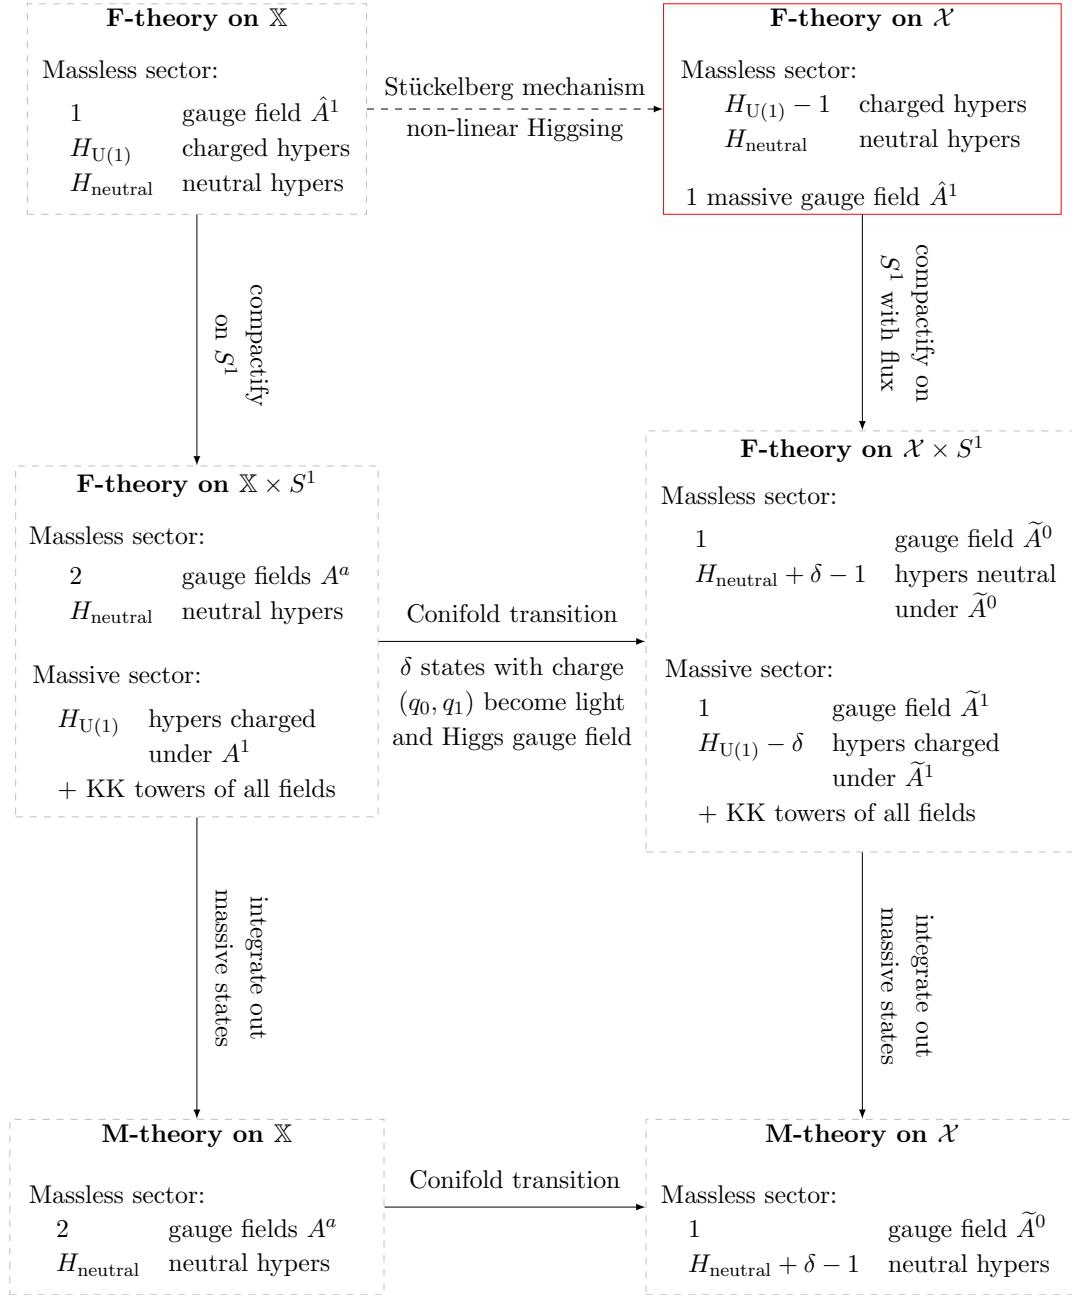 F-theory on 𝕏
Massless sector:
1 gauge field Â¹
H_U(1) charged hypers
H_neutral neutral hypers
Stückelberg mechanism
non-linear Higgsing
F-theory on 𝒳
Massless sector:
H_U(1) − 1 charged hypers
H_neutral neutral hypers
1 massive gauge field Â¹
compactify
on S¹
compactify on
S¹ with flux
F-theory on 𝕏 × S¹
Massless sector:
2 gauge fields Aᵃ
H_neutral neutral hypers
Massive sector:
H_U(1) hypers charged
under A¹
+ KK towers of all fields
Conifold transition
δ states with charge
(q₀, q₁) become light
and Higgs gauge field
F-theory on 𝒳 × S¹
Massless sector:
1 gauge field Ã⁰
H_neutral + δ − 1 hypers neutral
under Ã⁰
Massive sector:
1 gauge field Ã¹
H_U(1) − δ hypers charged
under Ã¹
+ KK towers of all fields
integrate out
massive states
integrate out
massive states
M-theory on 𝕏
Massless sector:
2 gauge fields Aᵃ
H_neutral neutral hypers
Conifold transition
M-theory on 𝒳
Massless sector:
1 gauge field Ã⁰
H_neutral + δ − 1 neutral hypers